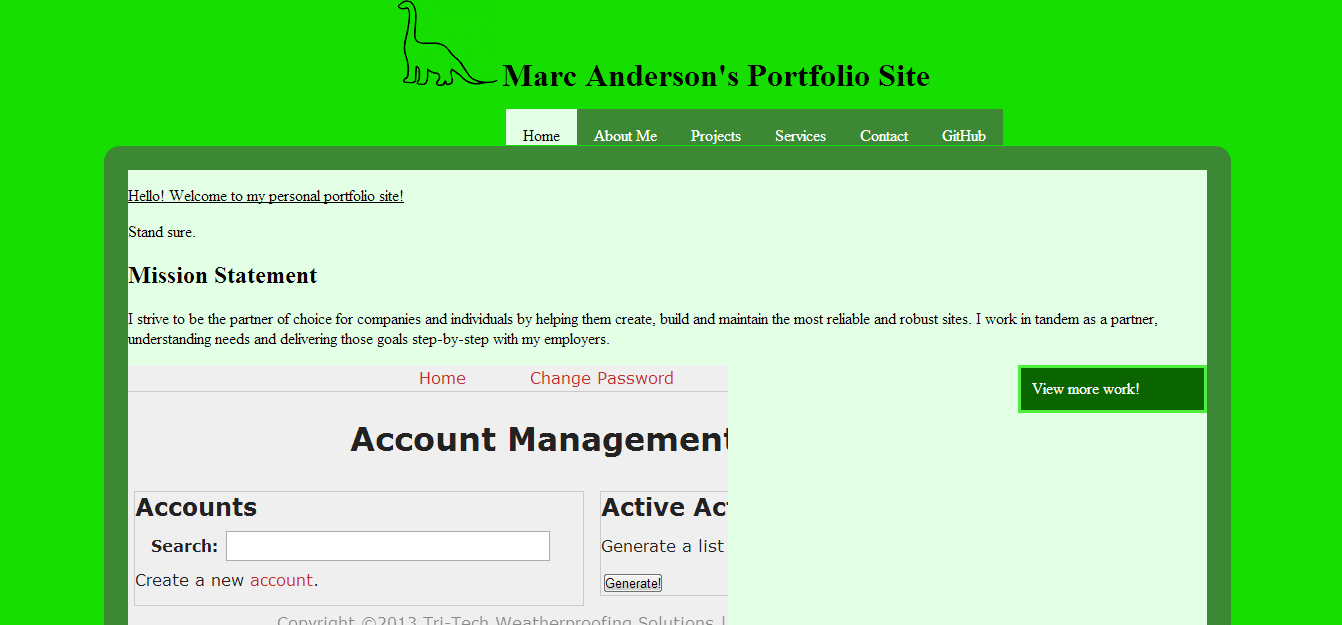 Marc Anderson's Portfolio Site
Home About Me Projects Services Contact GitHub
Hello! Welcome to my personal portfolio site!
Stand sure.
Mission Statement
I strive to be the partner of choice for companies and individuals by helping them create, build and maintain the most reliable and robust sites. I work in tandem as a partner,
understanding needs and delivering those goals step-by-step with my employers.
Home Change Password
View more work!
Account Management
Accounts
Search:
Create a new account.
Active Ac
Generate a list
Generate!
Copyright ©2013 Tri-Tech Weatherproofing Solutions |